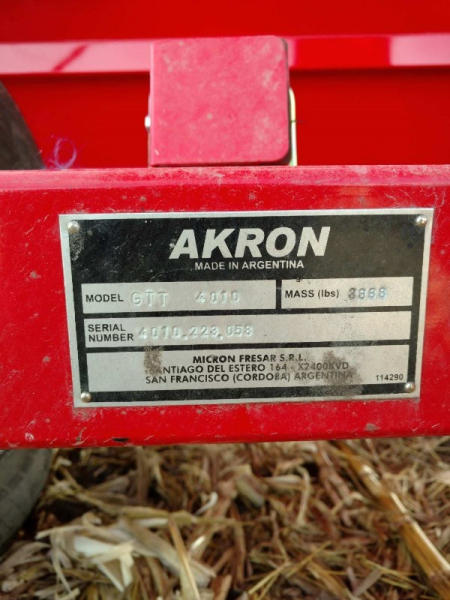 AKRON
MADE IN ARGENTINA
MODEL GTT 4010 MASS (lbs)
SERIAL
NUMBER 4010,223,058
MICRON FRESAR S.R.L.
SANTIAGO DEL ESTERO 164 - X2400KVD
SAN FRANCISCO (CORDOBA) ARGENTINA
114290